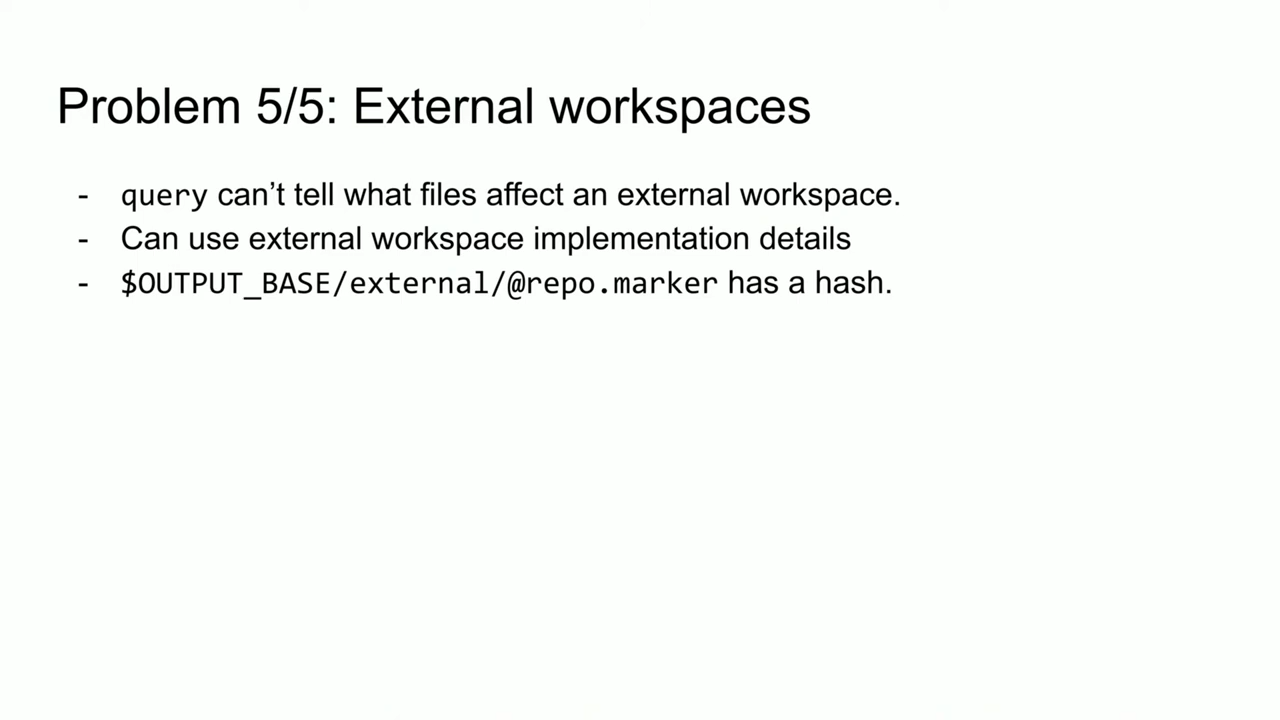 Problem 5/5: External workspaces
- query can’t tell what files affect an external workspace.
- Can use external workspace implementation details
- $OUTPUT_BASE/external/@repo.marker has a hash.